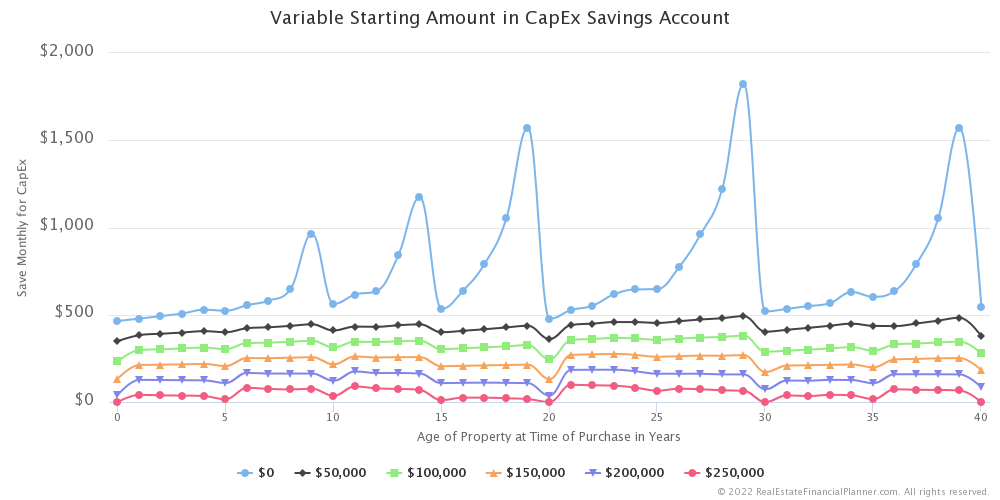 Variable Starting Amount in CapEx Savings Account
$2,000
$1,500
$1,000
$500
$0
Save Monthly for CapEx
0 5 10 15 20 25 30 35 40
Age of Property at Time of Purchase in Years
$0 $50,000 $100,000 $150,000 $200,000 $250,000
© 2022 RealEstateFinancialPlanner.com. All rights reserved.